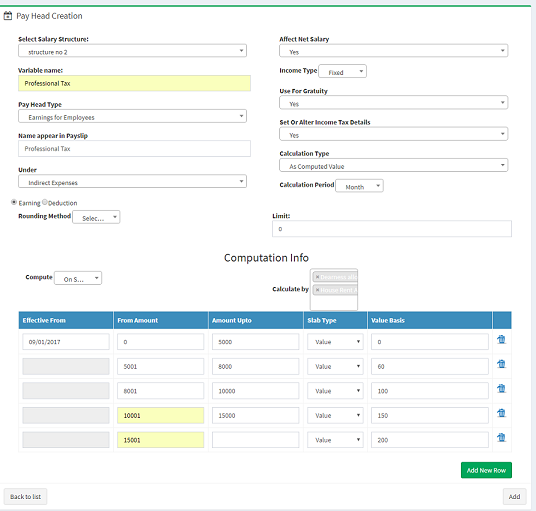 Pay Head Creation
Select Salary Structure:
structure no 2
Variable name:
Professional Tax
Pay Head Type
Earnings for Employees
Name appear in Payslip
Professional Tax
Under
Indirect Expenses
Earning Deduction
Rounding Method Selec...
Affect Net Salary
Yes
Income Type Fixed
Use For Gratuity
Yes
Set Or Alter Income Tax Details
Yes
Calculation Type
As Computed Value
Calculation Period Month
Limit:
0
Computation Info
Compute On S...
Calculate by
× House Rent
Effective From From Amount Amount Upto Slab Type Value Basis
09/01/2017 0 5000 Value 0
5001 8000 Value 60
8001 10000 Value 100
10001 15000 Value 150
15001 Value 200
Add New Row
Back to list Add